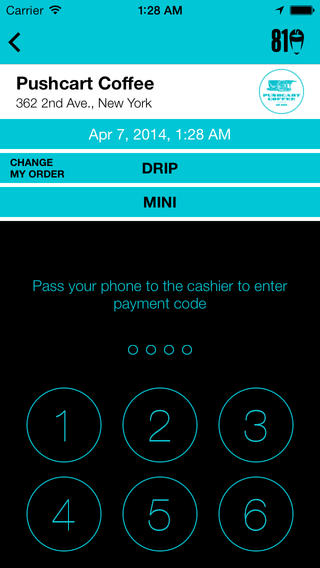 Carrier 1:28 AM
81
Pushcart Coffee
362 2nd Ave., New York
PUSHCART
COFFEE
Apr 7, 2014, 1:28 AM
CHANGE
MY ORDER
DRIP
MINI
Pass your phone to the cashier to enter
payment code
1 2 3
4 5 6